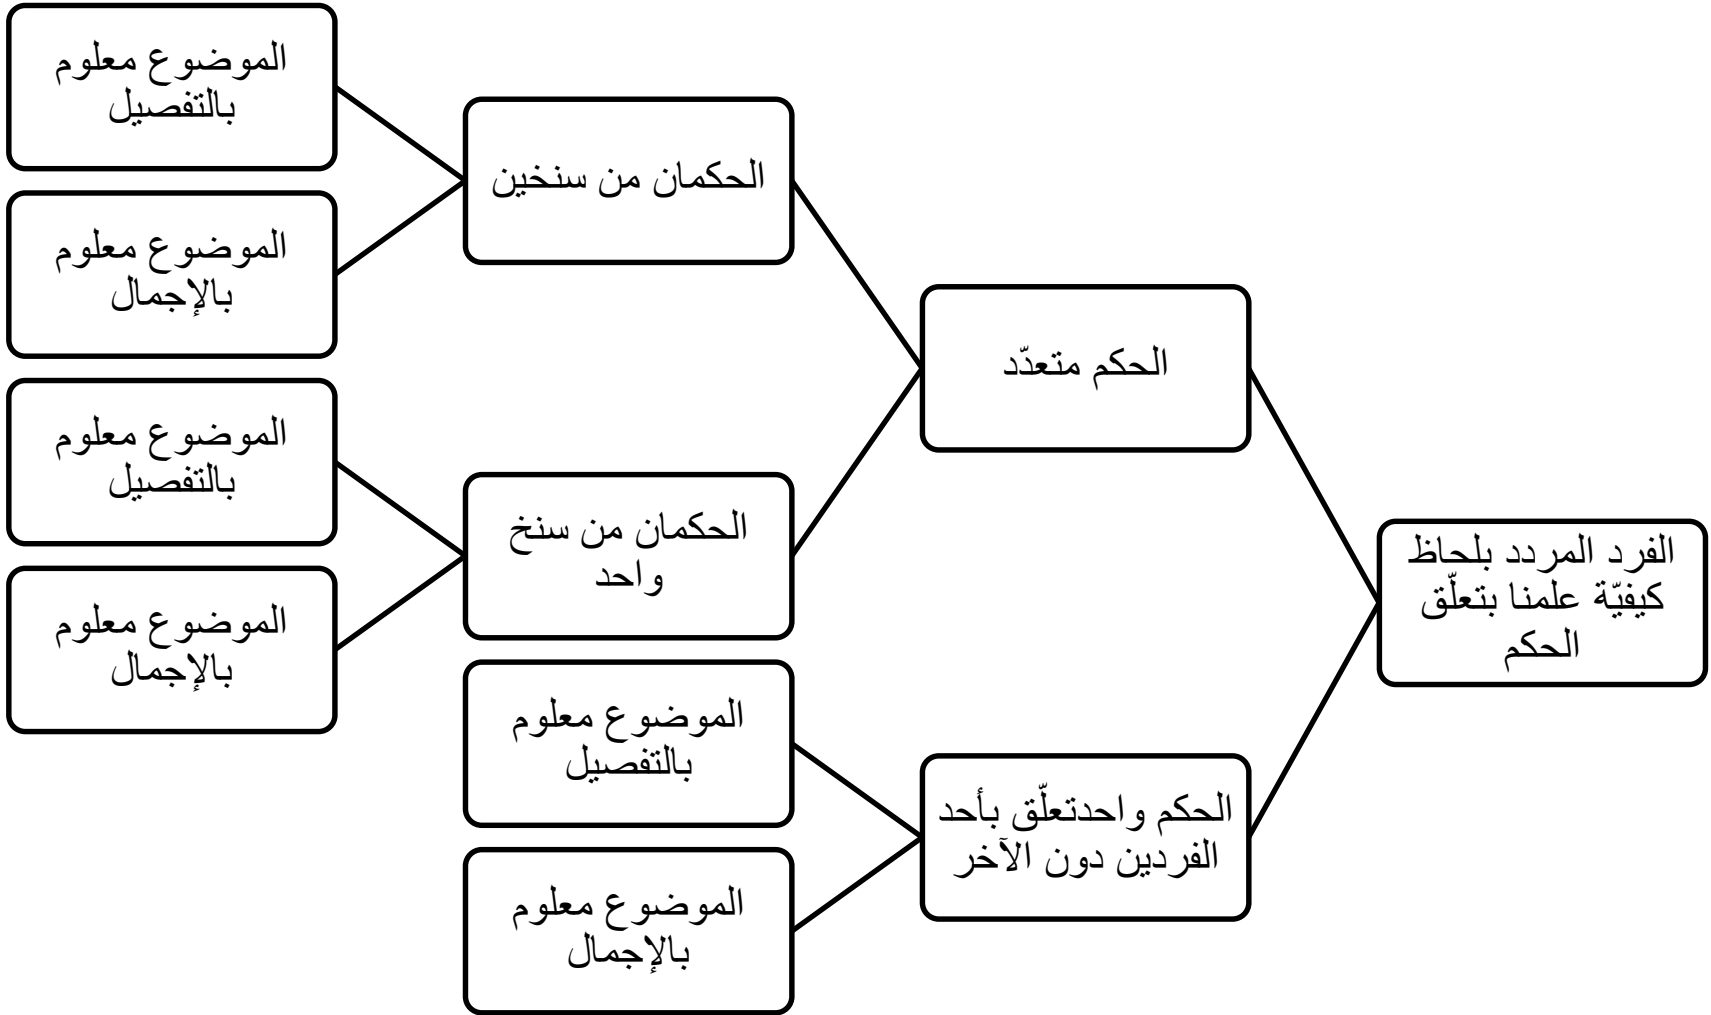 الفرد المردد بلحاظ
كيفيّة علمنا بتعلّق
الحكم
الحكم متعدّد
الحكمان من سنخين
الموضوع معلوم
بالتفصيل
الموضوع معلوم
بالإجمال
الحكمان من سنخ
واحد
الموضوع معلوم
بالتفصيل
الموضوع معلوم
بالإجمال
الحكم واحدتعلّق بأحد
الفردين دون الآخر
الموضوع معلوم
بالتفصيل
الموضوع معلوم
بالإجمال